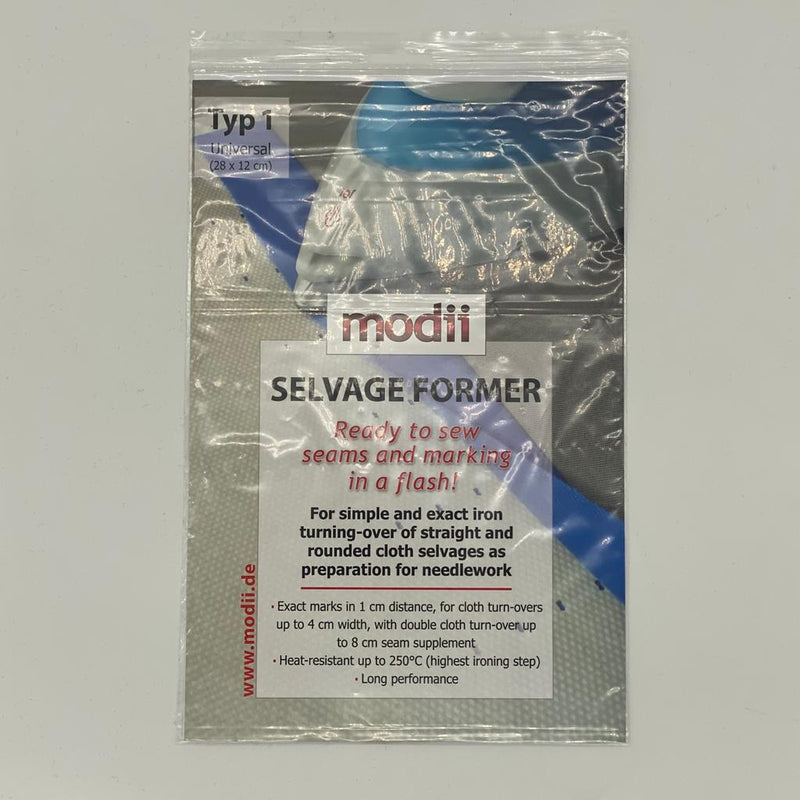 Typ 1
Universal
(28 x 12 cm)
modii
SELVAGE FORMER
Ready to sew
seams and marking
in a flash!
For simple and exact iron
turning-over of straight and
rounded cloth selvages as
preparation for needlework
· Exact marks in 1 cm distance, for cloth turn-overs
up to 4 cm width, with double cloth turn-over up
to 8 cm seam supplement
· Heat-resistant up to 250°C (highest ironing step)
· Long performance
www.modii.de